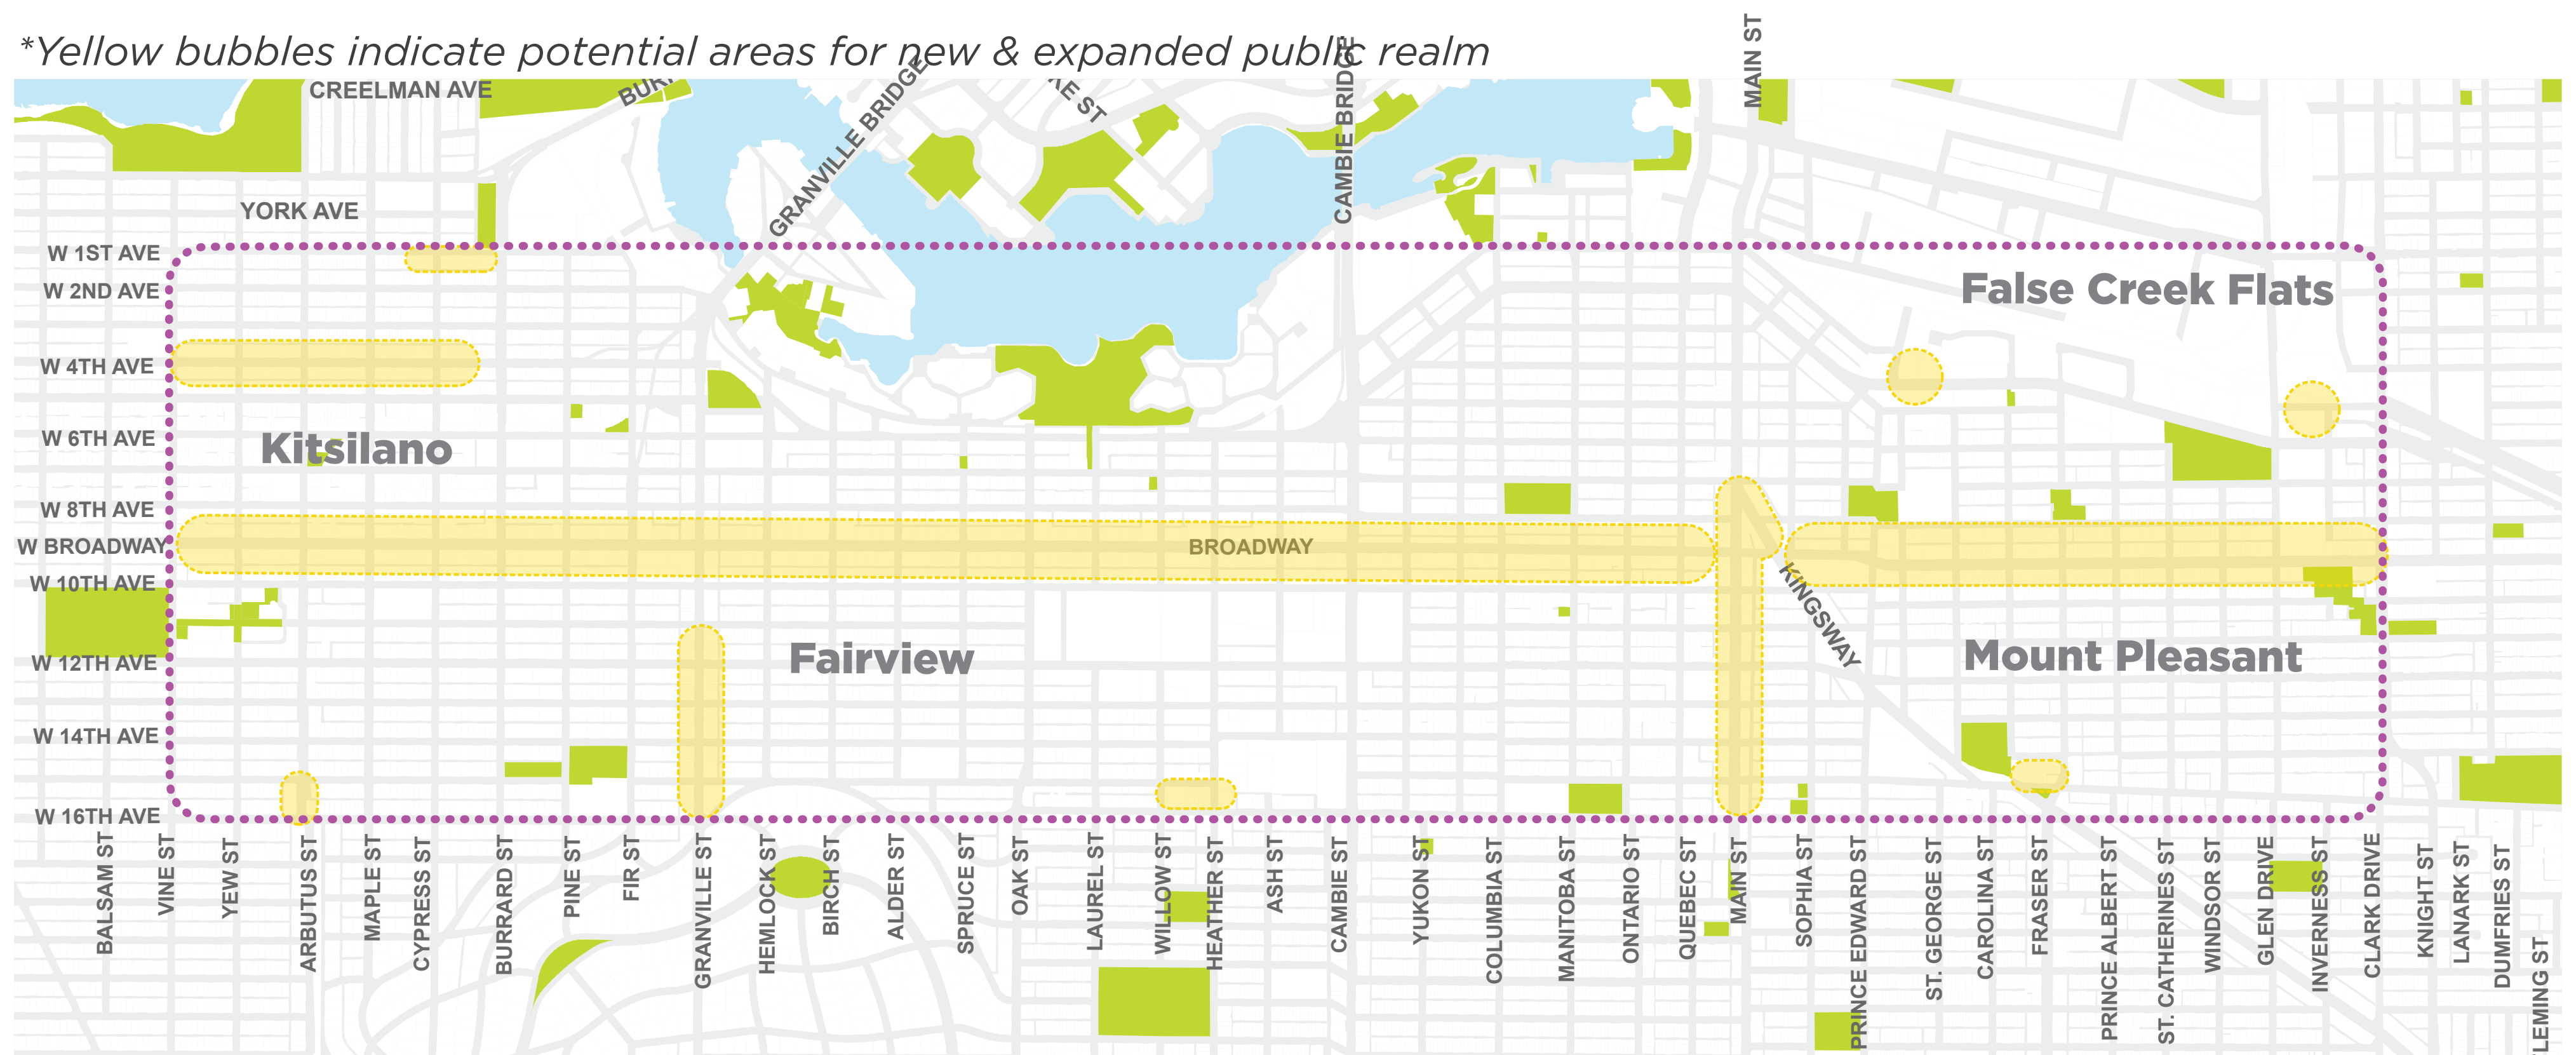 *Yellow bubbles indicate potential areas for new & expanded public realm
MAIN ST
CREELMAN AVE
GRANVILLE BRIDGE
CAMBIE BRIDGE
YORK AVE
W 1ST AVE
W 2ND AVE
False Creek Flats
W 4TH AVE
W 6TH AVE
Kitsilano
W 8TH AVE
W BROADWAY
BROADWAY
W 10TH AVE
KINGSWAY
W 12TH AVE
Fairview
Mount Pleasant
W 14TH AVE
W 16TH AVE
BALSAM ST
VINE ST
YEW ST
ARBUTUS ST
MAPLE ST
CYPRESS ST
BURRARD ST
PINE ST
FIR ST
GRANVILLE ST
HEMLOCK ST
BIRCH ST
ALDER ST
SPRUCE ST
OAK ST
LAUREL ST
WILLOW ST
HEATHER ST
ASH ST
CAMBIE ST
YUKON ST
COLUMBIA ST
MANITOBA ST
ONTARIO ST
QUEBEC ST
MAIN ST
SOPHIA ST
PRINCE EDWARD ST
ST. GEORGE ST
CAROLINA ST
FRASER ST
PRINCE ALBERT ST
ST. CATHERINES ST
WINDSOR ST
GLEN DRIVE
INVERNESS ST
CLARK DRIVE
KNIGHT ST
LANARK ST
DUMFRIES ST